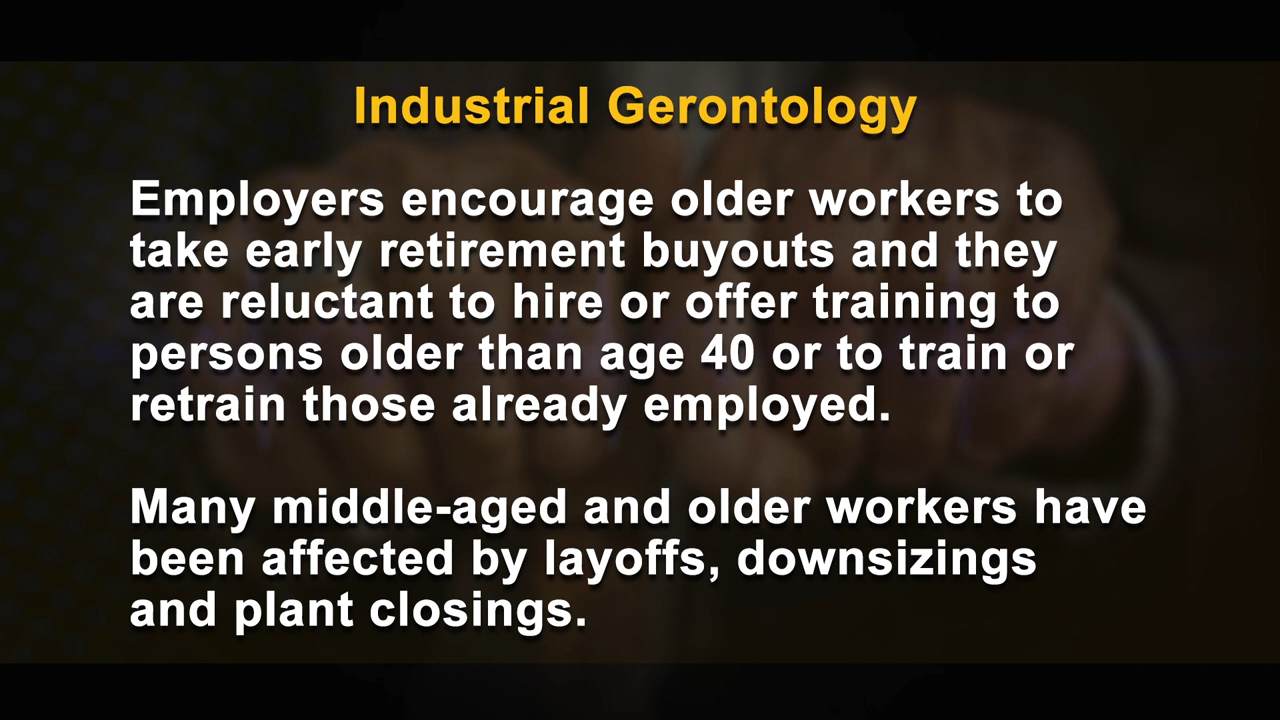 Industrial Gerontology
Employers encourage older workers to
take early retirement buyouts and they
are reluctant to hire or offer training to
persons older than age 40 or to train or
retrain those already employed.
Many middle-aged and older workers have
been affected by layoffs, downsizings
and plant closings.